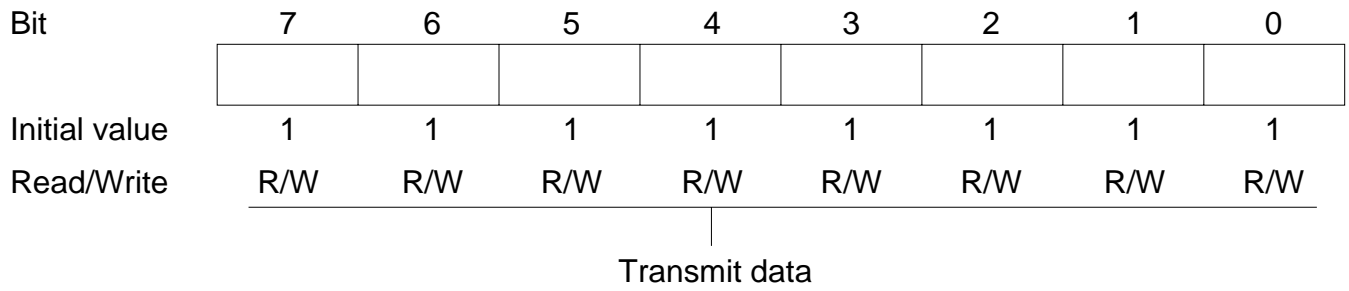 Bit 7 6 5 4 3 2 1 0
Initial value 1 1 1 1 1 1 1 1
Read/Write R/W R/W R/W R/W R/W R/W R/W R/W
Transmit data